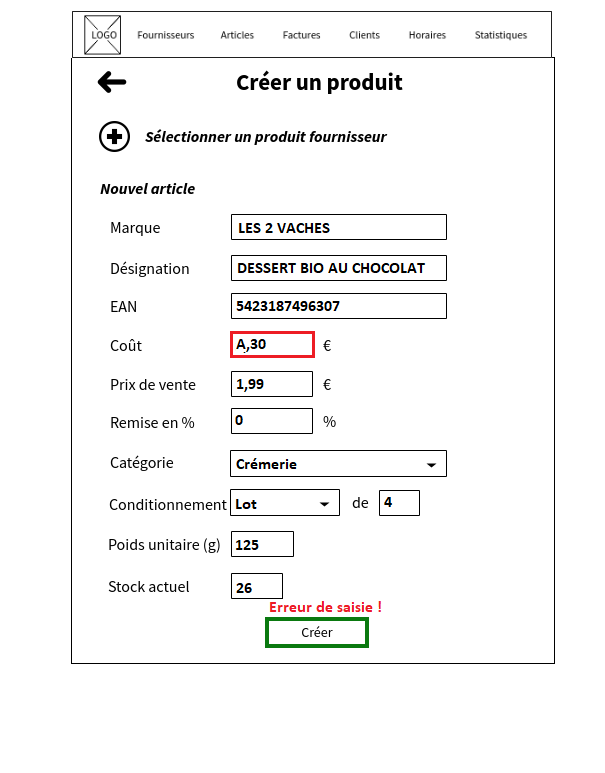 LOGO Fournisseurs Articles Factures Clients Horaires Statistiques
Créer un produit
Sélectionner un produit fournisseur
Nouvel article
Marque LES 2 VACHES
Désignation DESSERT BIO AU CHOCOLAT
EAN 5423187496307
Coût A,30 €
Prix de vente 1,99 €
Remise en % 0 %
Catégorie Crémerie
Conditionnement Lot de 4
Poids unitaire (g) 125
Stock actuel 26
Erreur de saisie !
Créer